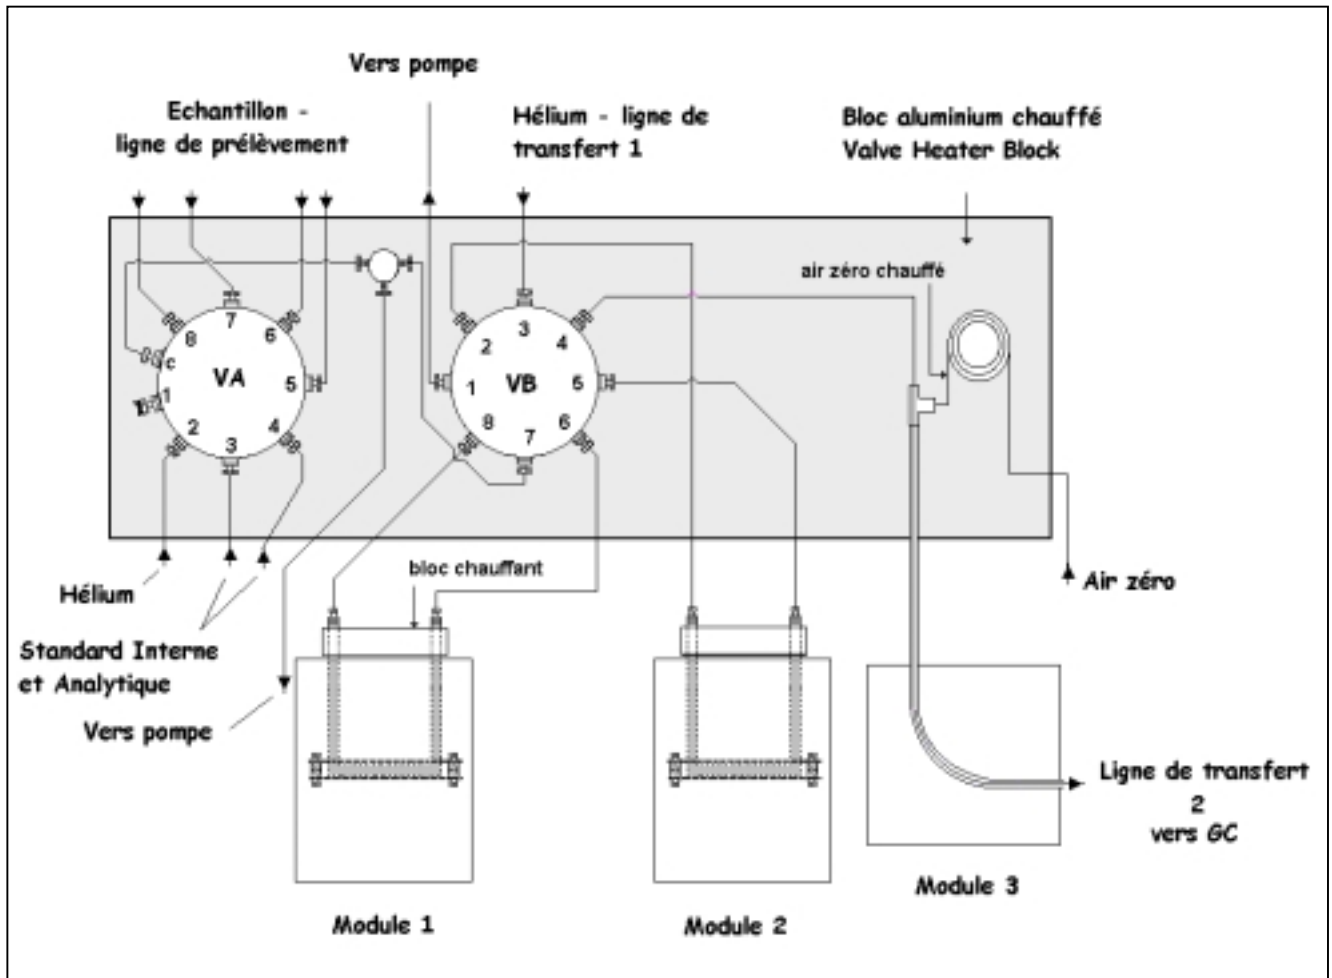 Vers pompe
Echantillon -
ligne de prélèvement
Hélium - ligne de
transfert 1
Bloc aluminium chauffé
Valve Heater Block
air zéro chauffé
7
8
6
c
VA
5
1
2
4
3
3
2
4
1
VB
5
8
6
7
bloc chauffant
Hélium
Air zéro
Standard Interne
et Analytique
Vers pompe
Ligne de transfert
2
vers GC
Module 3
Module 1
Module 2